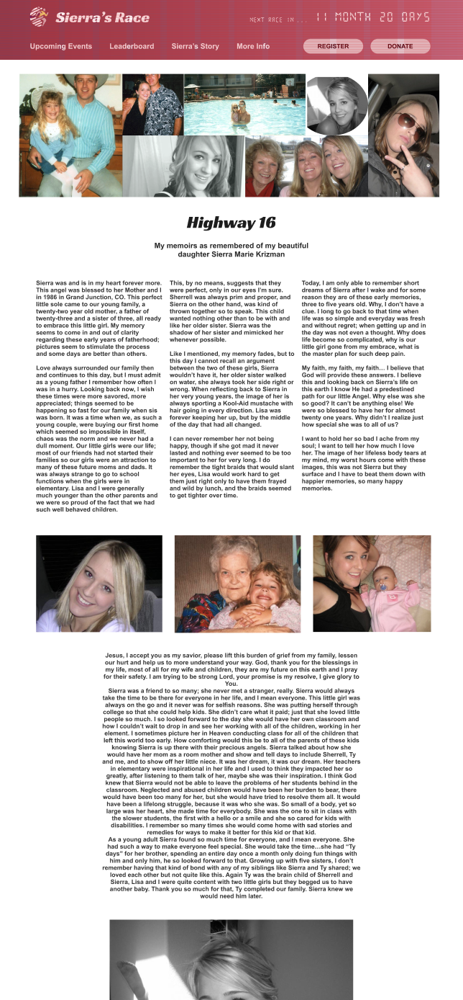 Sierra's Race
NEXT RACE IN ... 11 MONTH 20 DAYS
Upcoming Events
Leaderboard
Sierra's Story
More Info
REGISTER
DONATE
Highway 16
My memoirs as remembered of my beautiful
daughter Sierra Marie Krizman
Sierra was and is in my heart forever more.
This angel was blessed to her Mother and I
in 1986 in Grand Junction, CO. This perfect
little sole came to our young family, a
twenty-two year old mother, a father of
twenty-three and a sister of three, all ready
to embrace this little girl. My memory
seems to come in and out of clarity
regarding these early years of fatherhood;
pictures seem to stimulate the process
and some days are better than others.
Love always surrounded our family then
and continues to this day, but I must admit
as a young father I remember how often I
was in a hurry. Looking back now, I wish
these times were more savored, more
appreciated; things seemed to be
happening so fast for our family when sis
was born. It was a time when we, as such a
young couple, were buying our first home
which seemed so impossible in itself,
chaos was the norm and we never had a
dull moment. Our little girls were our life;
most of our friends had not started their
families so our girls were an attraction to
many of these future moms and dads. It
was always strange to go to school
functions when the girls were in
elementary. Lisa and I were generally
much younger than the other parents and
we were so proud of the fact that we had
such well behaved children.
This, by no means, suggests that they
were perfect, only in our eyes I'm sure.
Sherrell was always prim and proper, and
Sierra on the other hand, was kind of
thrown together so to speak. This child
wanted nothing other than to be with and
like her older sister. Sierra was the
shadow of her sister and mimicked her
whenever possible.
Like I mentioned, my memory fades, but to
this day I cannot recall an argument
between the two of these girls, Sierra
wouldn't have it, her older sister walked
on water, she always took her side right or
wrong. When reflecting back to Sierra in
her very young years, the image of her is
always sporting a Kool-Aid mustache with
hair going in every direction. Lisa was
forever keeping her up, but by the middle
of the day that had all changed.
I can never remember her not being
happy, though if she got mad it never
lasted and nothing ever seemed to be too
important to her for very long. I do
remember the tight braids that would slant
her eyes, Lisa would work hard to get
them just right only to have them frayed
and wild by lunch, and the braids seemed
to get tighter over time.
Today, I am only able to remember short
dreams of Sierra after I wake and for some
reason they are of these early memories,
three to five years old. Why, I don't have a
clue. I long to go back to that time when
life was so simple and everyday was fresh
and without regret; when getting up and in
the day was not even a thought. Why does
life become so complicated, why is our
little girl gone from my embrace, what is
the master plan for such deep pain.
My faith, my faith, my faith… I believe that
God will provide these answers. I believe
this and looking back on Sierra's life on
this earth I know He had a predestined
path for our little Angel. Why else was she
so good? It can't be anything else! We
were so blessed to have her for almost
twenty one years. Why didn't I realize just
how special she was to all of us?
I want to hold her so bad I ache from my
soul; I want to tell her how much I love
her. The image of her lifeless body tears at
my mind, my worst hours come with these
images, this was not Sierra but they
surface and I have to beat them down with
happier memories, so many happy
memories.
Jesus, I accept you as my savior, please lift this burden of grief from my family, lessen
our hurt and help us to more understand your way. God, thank you for the blessings in
my life, most of all for my wife and children, they are my future on this earth and I pray
for their safety. I am trying to be strong Lord, your promise is my resolve, I give glory to
You.
Sierra was a friend to so many; she never met a stranger, really. Sierra would always
take the time to be there for everyone in her life, and I mean everyone. This little girl was
always on the go and it never was for selfish reasons. She was putting herself through
college so that she could help kids. She didn't care what it paid; just that she loved little
people so much. I so looked forward to the day she would have her own classroom and
how I couldn't wait to drop in and see her working with all of the children, working in her
element. I sometimes picture her in Heaven conducting class for all of the children that
left this world too early. How comforting would this be to all of the parents of these kids
knowing Sierra is up there with their precious angels. Sierra talked about how she
would have her mom as a room mother and show and tell days to include Sherrell, Ty
and me, and to show off her little niece. It was her dream, it was our dream. Her teachers
in elementary were inspirational in her life and I used to think they impacted her so
greatly, after listening to them talk of her, maybe she was their inspiration. I think God
knew that Sierra would not be able to leave the problems of her students behind in the
classroom. Neglected and abused children would have been her burden to bear, there
would have been too many for her, but she would have tried to resolve them all. It would
have been a lifelong struggle, because it was who she was. So small of a body, yet so
large was her heart, she made time for everybody. She was the one to sit in class with
the slower students, the first with a hello or a smile and she so cared for kids with
disabilities. I remember so many times she would come home with sad stories and
remedies for ways to make it better for this kid or that kid.
As a young adult Sierra found so much time for everyone, and I mean everyone. She
had such a way to make everyone feel special. She would take the time…she had “Ty
days” for her brother, spending an entire day once a month only doing fun things with
him and only him, he so looked forward to that. Growing up with five sisters, I don't
remember having that kind of bond with any of my siblings like Sierra and Ty shared; we
loved each other but not quite like this. Again Ty was the brain child of Sherrell and
Sierra, Lisa and I were quite content with two little girls but they begged us to have
another baby. Thank you so much for that, Ty completed our family. Sierra knew we
would need him later.